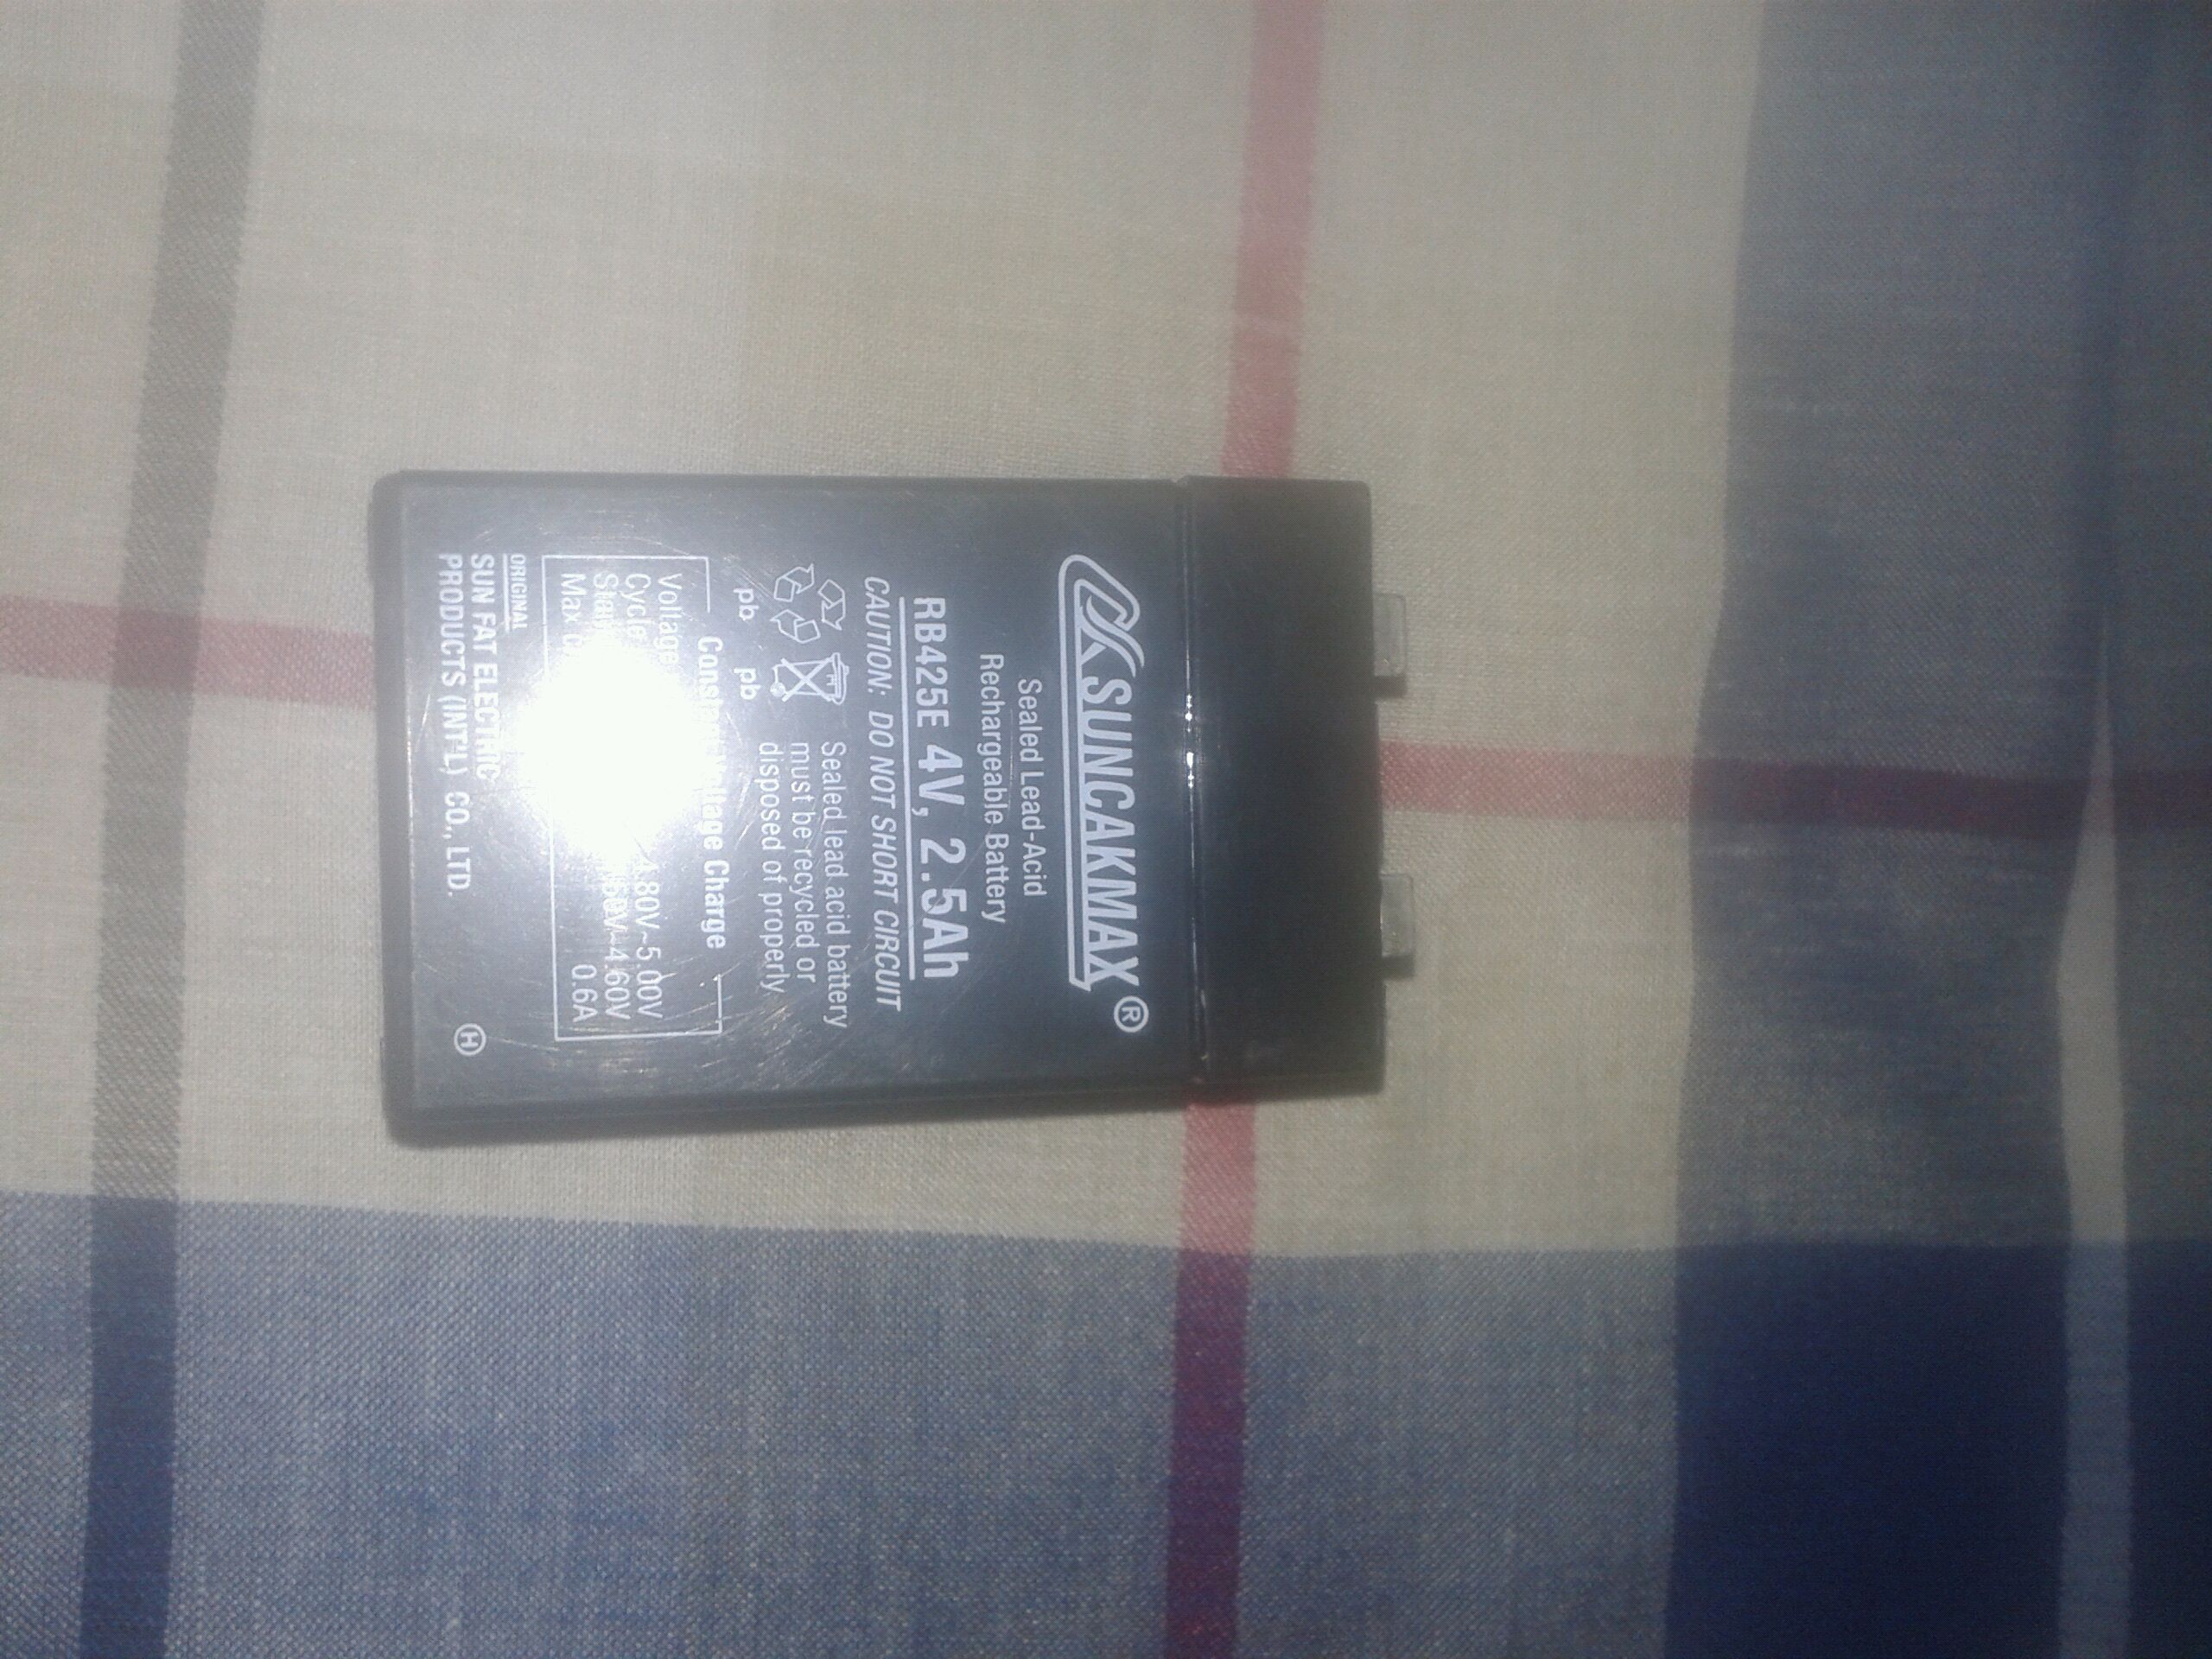 SUNCAKMAX®
Sealed Lead-Acid
Rechargeable Battery
RB425E 4V, 2.5Ah
CAUTION: DO NOT SHORT CIRCUIT
Sealed lead acid battery
must be recycled or
disposed of properly
pb pb
Charge
Voltage
Cycle 4.80V~5.00V
4.60V
Max 0.6A
ORIGINAL
SUN FAT ELECTRIC
PRODUCTS (INT'L) CO., LTD.
H